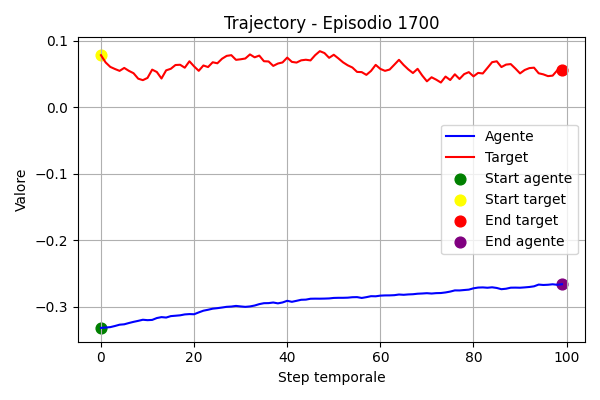 Trajectory - Episodio 1700
Valore
0.1
0.0
−0.1
−0.2
−0.3
Agente
Target
Start agente
Start target
End target
End agente
0 20 40 60 80 100
Step temporale